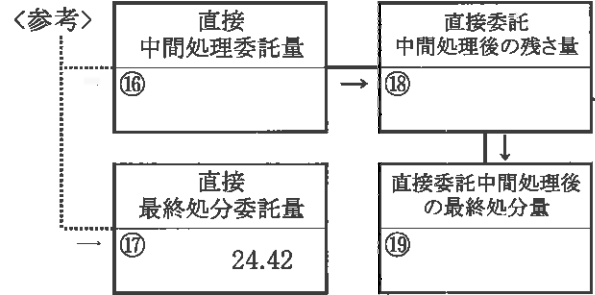 〈参考〉
直接
中間処理委託量
⑯
→
直接委託
中間処理後の残さ量
⑱
↓
直接
最終処分委託量
→
⑰
24.42
直接委託中間処理後
の最終処分量
⑲